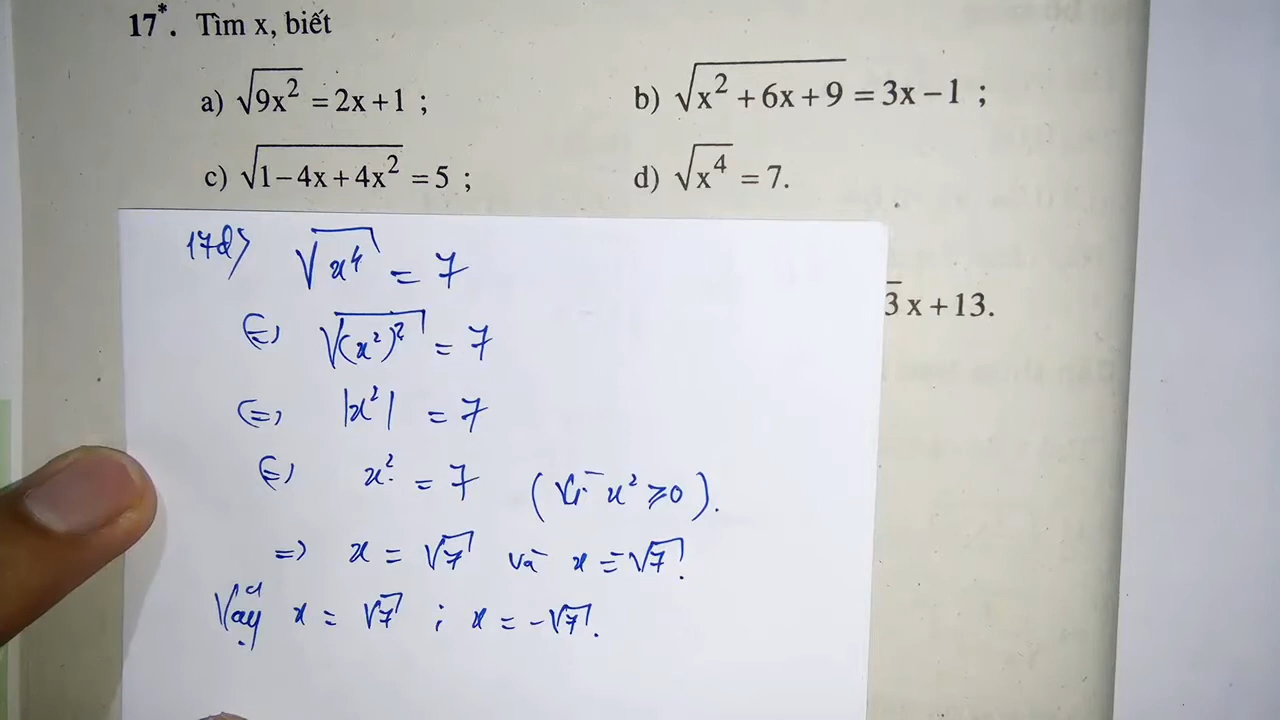 17*. Tìm x, biết
a) √9x² = 2x+1 ; b) √x² + 6x + 9 = 3x – 1 ;
c) √1 – 4x + 4x² = 5 ; d) √x⁴ = 7.
√3 x + 13.
17d) √x⁴ = 7
⇔ √(x²)² = 7
⇔ |x²| = 7
⇔ x² = 7 (Vì x² ⩾ 0).
=> x = √7 và x = -√7.
Vậy x = √7 ; x = -√7.